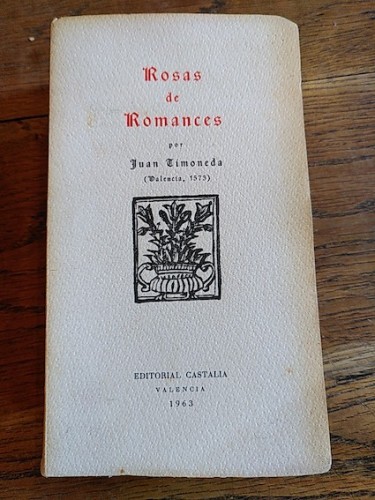 Rosas
de
Romances
por
Juan Timoneda
(Valencia, 1573)
EDITORIAL CASTALIA
VALENCIA
1963